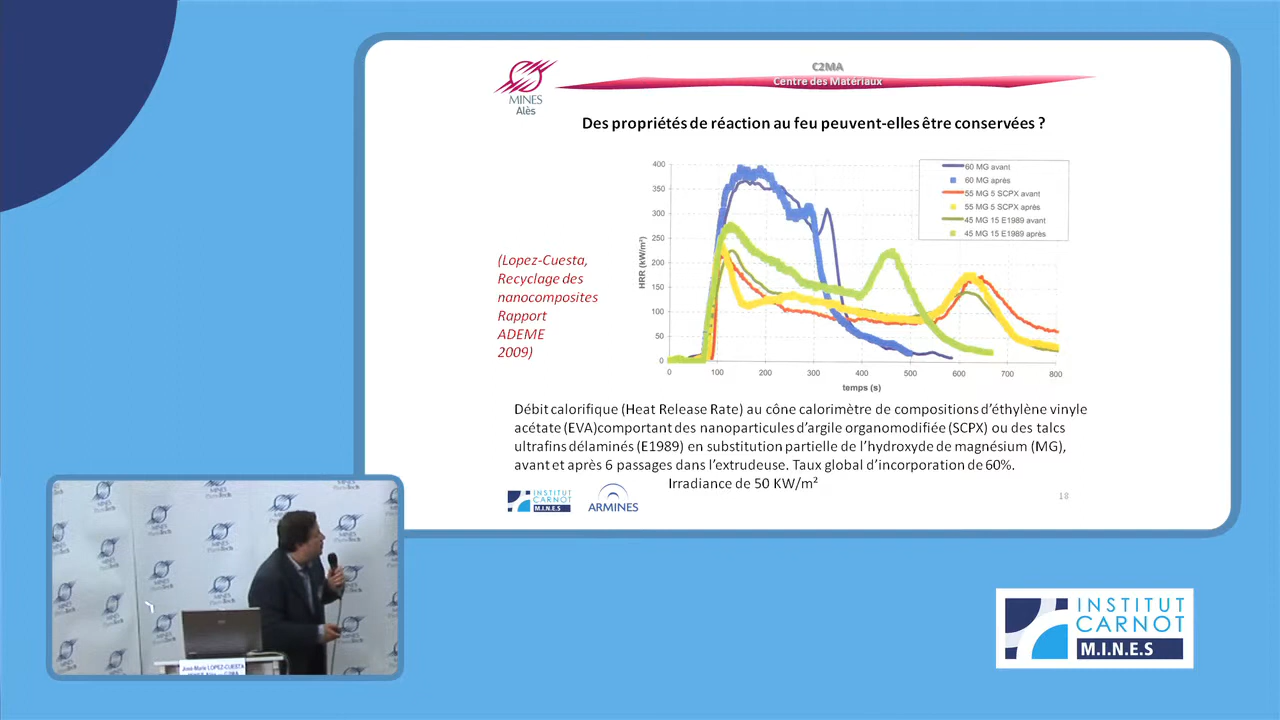 C2MA
Centre des Matériaux
MINES
Alès
Des propriétés de réaction au feu peuvent-elles être conservées ?
(Lopez-Cuesta,
Recyclage des
nanocomposites
Rapport
ADEME
2009)
HRR (kW/m²)
400
350
300
250
200
150
100
50
0
0 100 200 300 400 500 600 700 800
temps (s)
60 MG avant
60 MG après
55 MG 5 SCPX avant
55 MG 5 SCPX après
45 MG 15 E1989 avant
45 MG 15 E1989 après
Débit calorifique (Heat Release Rate) au cône calorimètre de compositions d'éthylène vinyle
acétate (EVA)comportant des nanoparticules d'argile organomodifiée (SCPX) ou des talcs
ultrafins délaminés (E1989) en substitution partielle de l'hydroxyde de magnésium (MG),
avant et après 6 passages dans l'extrudeuse. Taux global d'incorporation de 60%.
Irradiance de 50 KW/m²
INSTITUT
CARNOT
M.I.N.E.S
ARMINES
18
MINES
José-Marie LOPEZ-CUESTA
INSTITUT
CARNOT
M.I.N.E.S